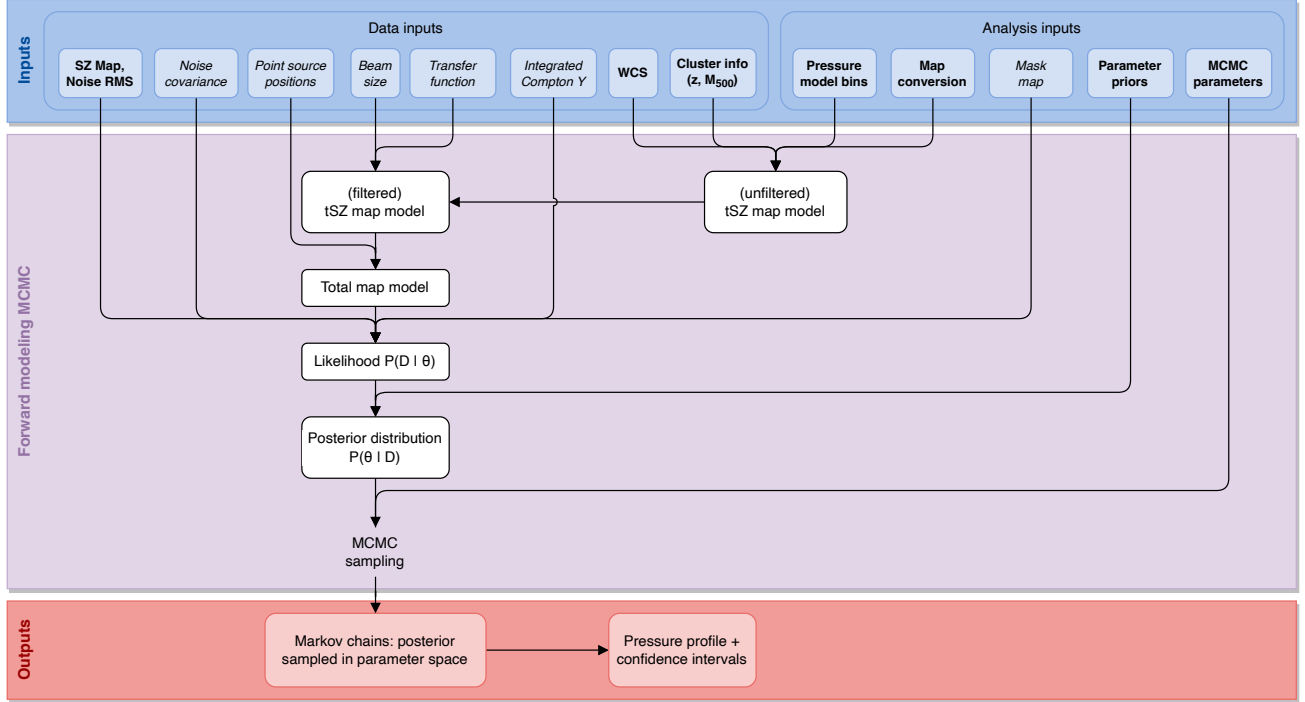 Inputs
Data inputs
Analysis inputs
SZ Map,
Noise RMS
Noise
covariance
Point source
positions
Beam
size
Transfer
function
Integrated
Compton Y
WCS
Cluster info
(z, M500)
Pressure
model bins
Map
conversion
Mask
map
Parameter
priors
MCMC
parameters
Forward modeling MCMC
(filtered)
tSZ map model
(unfiltered)
tSZ map model
Total map model
Likelihood P(D | θ)
Posterior distribution
P(θ | D)
MCMC
sampling
Outputs
Markov chains: posterior
sampled in parameter space
Pressure profile +
confidence intervals